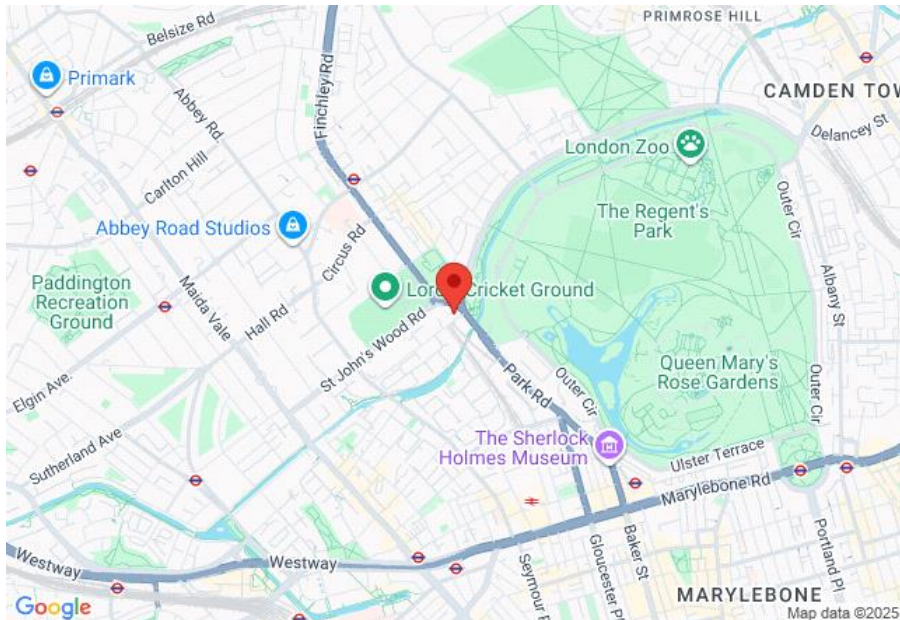 PRIMROSE HILL
Belsize Rd
Primark
Finchley Rd
Abbey Rd.
CAMDEN TOW
Delancey St
London Zoo
Carlton Hill
The Regent's
Park
Outer Cir
Abbey Road Studios
Circus Rd
Paddington
Recreation
Ground
Maida Vale
Hall Rd
Cricket Ground
Albany St
St John's Wood Rd
Elgin Ave.
Park Rd
Outer Cir
Queen Mary's
Rose Gardens
Outer Cir
Sutherland Ave
The Sherlock
Holmes Museum
Ulster Terrace
Marylebone Rd
Westway
Westway
Baker St
Gloucester Pl
Seymour P
Portland Pl
MARYLEBONE
Google
Map data ©2025